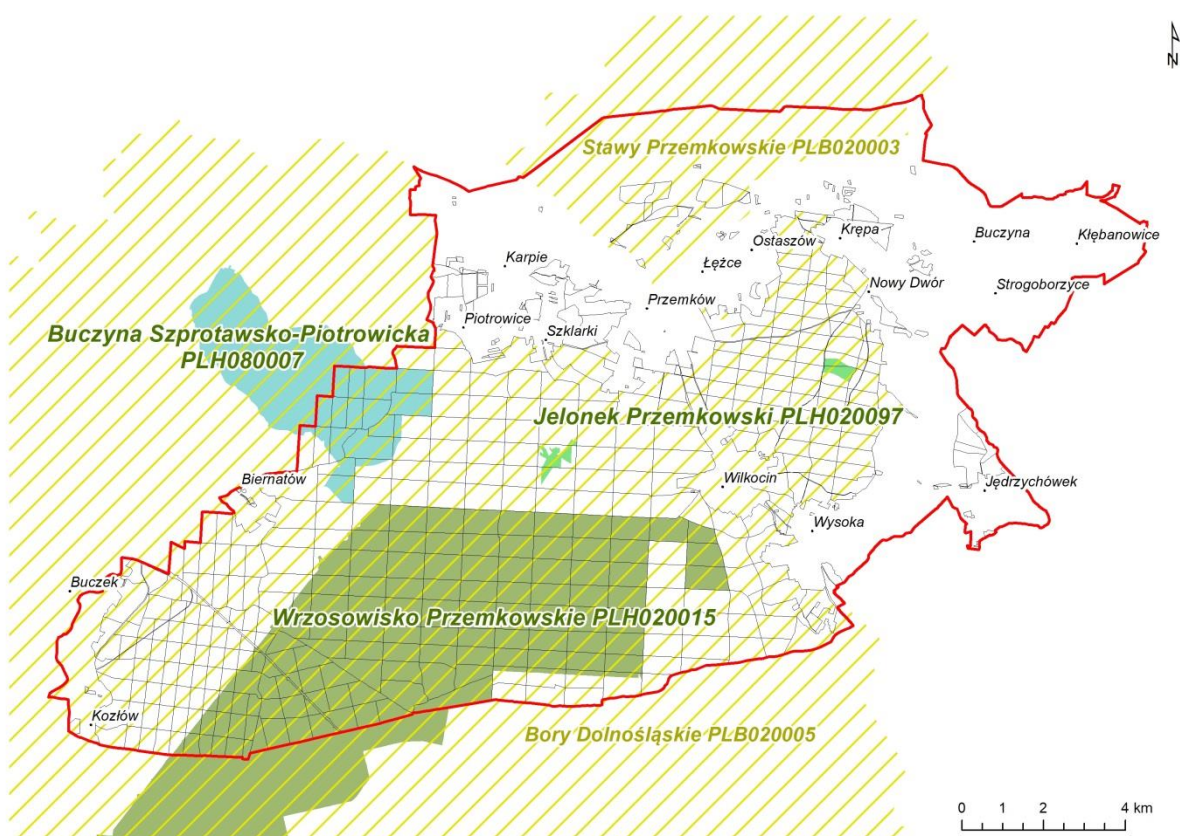 N
Stawy Przemkowskie PLB020003
Krępa
Buczyna
Kłębanowice
Ostaszów
Karpie
Łężce
Nowy Dwór
Strogoborzyce
Przemków
Piotrowice
Szklarki
Buczyna Szprotawsko-Piotrowicka
PLH080007
Jelonek Przemkowski PLH020097
Biernatów
Wilkocin
Jędrzychówek
Wysoka
Buczek
Wrzosowisko Przemkowskie PLH020015
Kozłów
Bory Dolnośląskie PLB020005
0 1 2 4 km